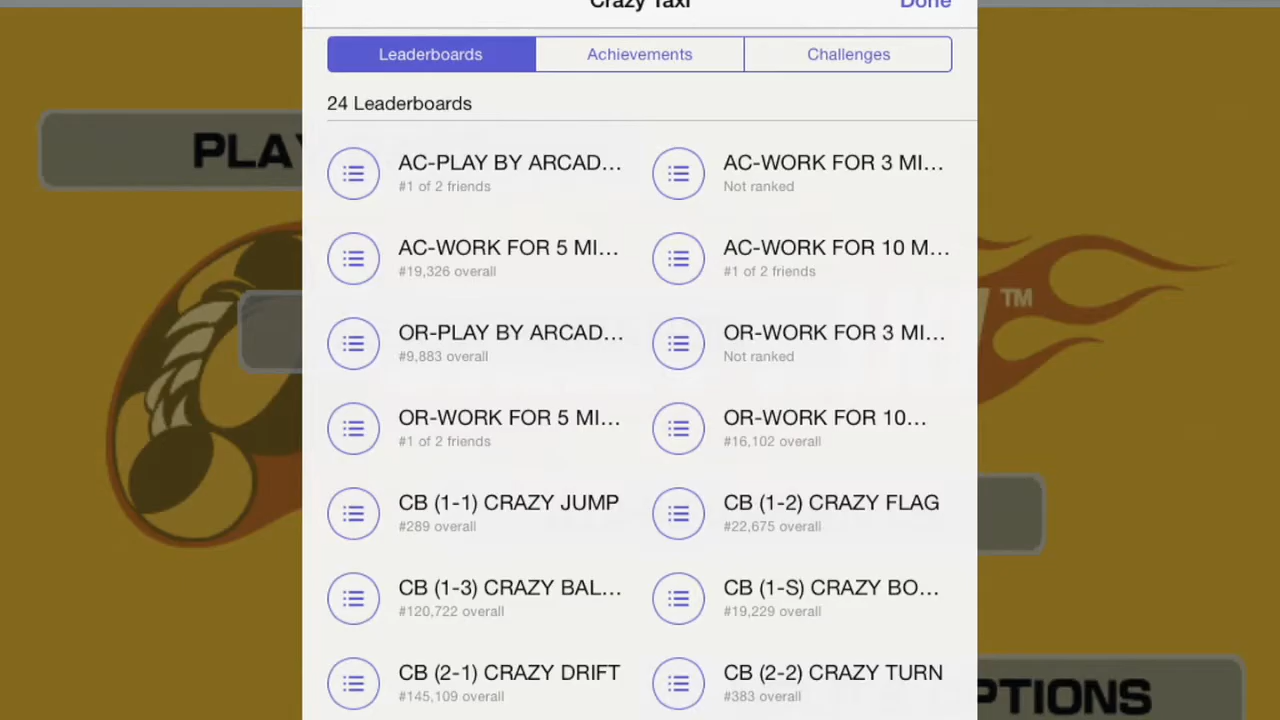 Crazy Taxi
Done
Leaderboards
Achievements
Challenges
24 Leaderboards
AC-PLAY BY ARCAD...
#1 of 2 friends
AC-WORK FOR 3 MI...
Not ranked
AC-WORK FOR 5 MI...
#19,326 overall
AC-WORK FOR 10 M...
#1 of 2 friends
OR-PLAY BY ARCAD...
#9,883 overall
OR-WORK FOR 3 MI...
Not ranked
OR-WORK FOR 5 MI...
#1 of 2 friends
OR-WORK FOR 10...
#16,102 overall
CB (1-1) CRAZY JUMP
#289 overall
CB (1-2) CRAZY FLAG
#22,675 overall
CB (1-3) CRAZY BAL...
#120,722 overall
CB (1-S) CRAZY BO...
#19,229 overall
CB (2-1) CRAZY DRIFT
#145,109 overall
CB (2-2) CRAZY TURN
#383 overall
PLA
TM
PTIONS